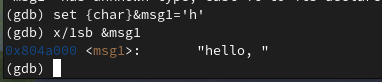 (gdb) set {char}&msg1='h'
(gdb) x/1sb &msg1
0x804a000 <msg1>: "hello, "
(gdb)